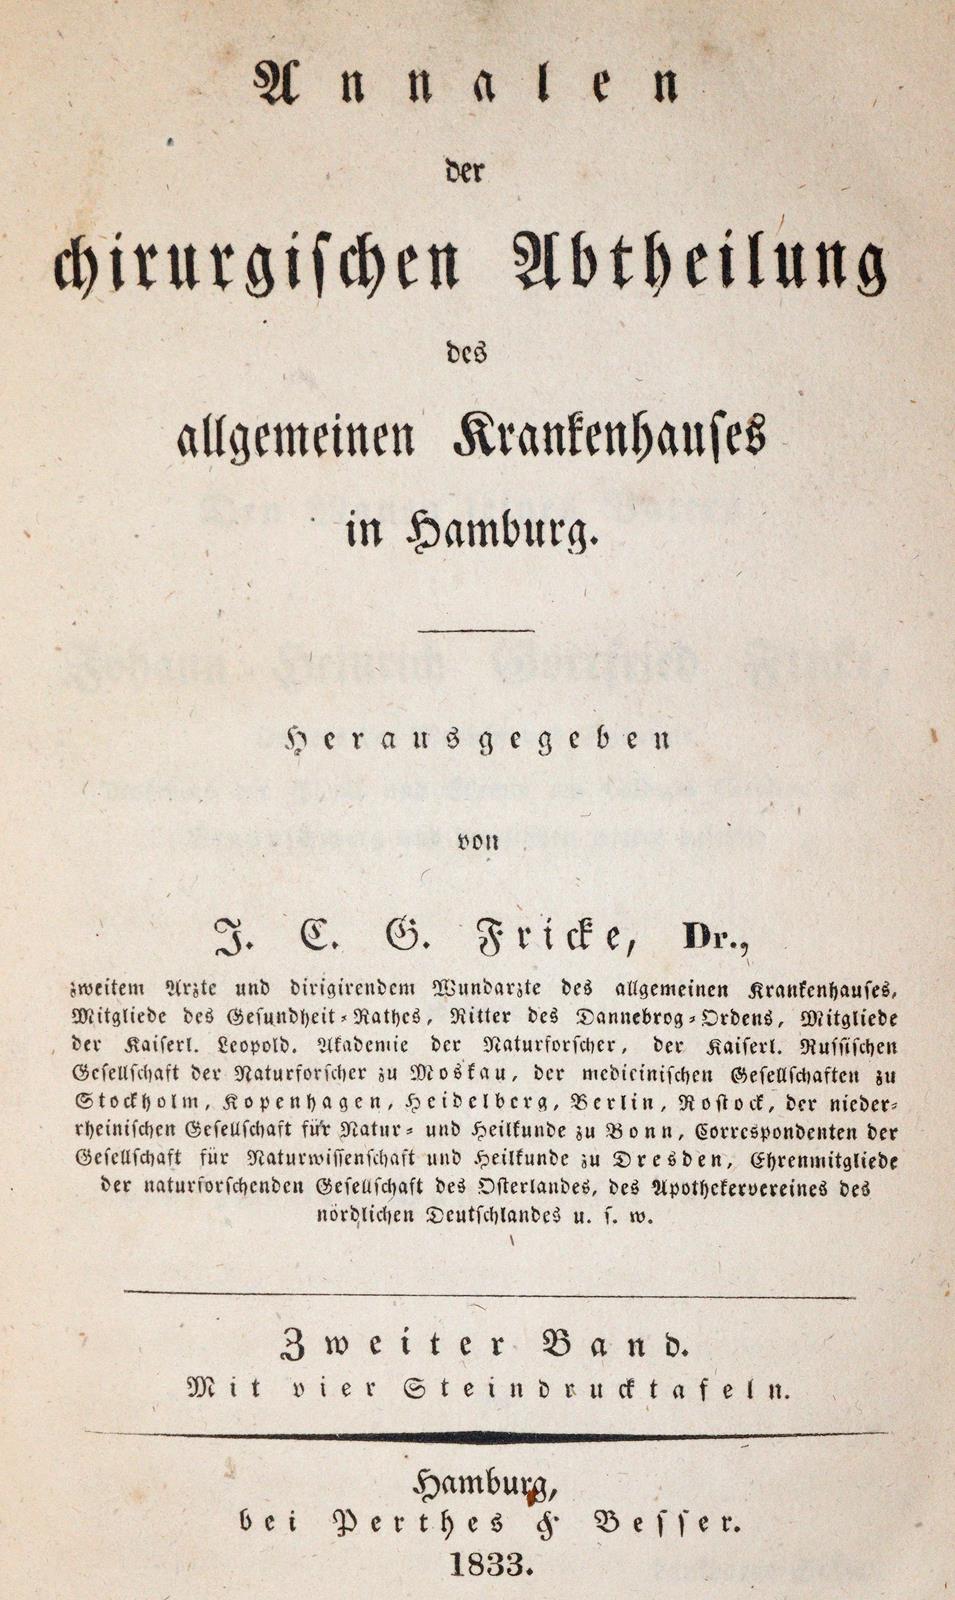 Annalen
der
chirurgischen Abtheilung
des
allgemeinen Krankenhauses
in Hamburg.
Herausgegeben
von
J. C. G. Fricke, Dr.,
zweitem Arzte und dirigirendem Wundarzte des allgemeinen Krankenhauses,
Mitgliede des Gesundheit-Rathes, Ritter des Dannebrog-Ordens, Mitgliede
der Kaiserl. Leopold. Akademie der Naturforscher, der Kaiserl. Russischen
Gesellschaft der Naturforscher zu Moskau, der medicinischen Gesellschaften zu
Stockholm, Kopenhagen, Heidelberg, Berlin, Rostock, der nieder-
rheinischen Gesellschaft für Natur- und Heilkunde zu Bonn, Correspondenten der
Gesellschaft für Naturwissenschaft und Heilkunde zu Dresden, Ehrenmitgliede
der naturforschenden Gesellschaft des Osterlandes, des Apothekervereines des
nördlichen Deutschlandes u. s. w.
Zweiter Band.
Mit vier Steindrucktafeln.
Hamburg,
bei Perthes & Besser.
1833.